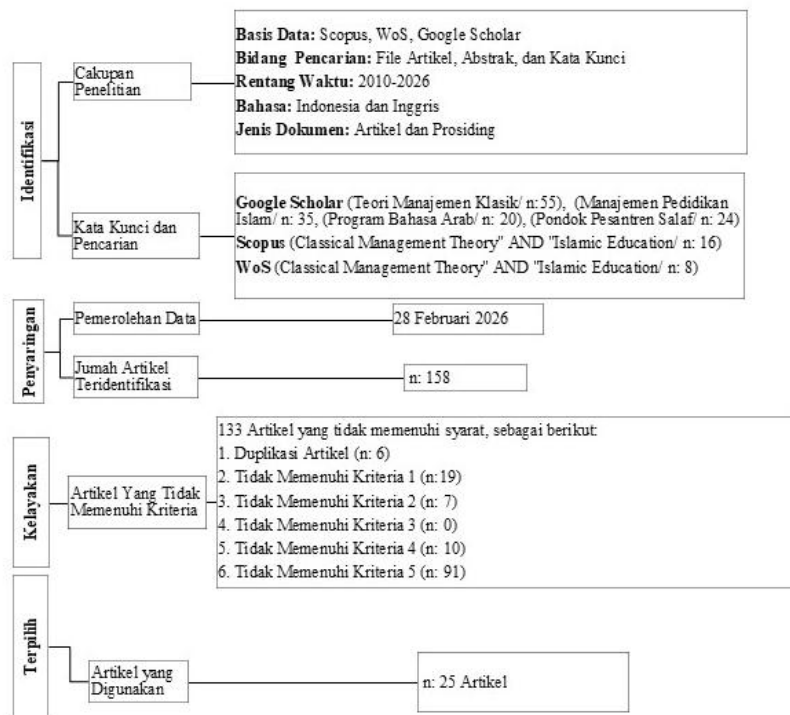 Identifikasi
Cakupan
Penelitian
Basis Data: Scopus, WoS, Google Scholar
Bidang Pencarian: File Artikel, Abstrak, dan Kata Kunci
Rentang Waktu: 2010-2026
Bahasa: Indonesia dan Inggris
Jenis Dokumen: Artikel dan Prosiding
Kata Kunci dan
Pencarian
Google Scholar (Teori Manajemen Klasik/ n:55), (Manajemen Pedidikan
Islam/ n: 35, (Program Bahasa Arab/ n: 20), (Pondok Pesantren Salaf/ n: 24)
Scopus (Classical Management Theory" AND "Islamic Education/ n: 16)
WoS (Classical Management Theory" AND "Islamic Education/ n: 8)
Penyaringan
Pemerolehan Data
28 Februari 2026
Jumah Artikel
Teridentifikasi
n: 158
Kelayakan
Artikel Yang Tidak
Memenuhi Kriteria
133 Artikel yang tidak memenuhi syarat, sebagai berikut:
1. Duplikasi Artikel (n: 6)
2. Tidak Memenuhi Kriteria 1 (n:19)
3. Tidak Memenuhi Kriteria 2 (n: 7)
4. Tidak Memenuhi Kriteria 3 (n: 0)
5. Tidak Memenuhi Kriteria 4 (n: 10)
6. Tidak Memenuhi Kriteria 5 (n: 91)
Terpilih
Artikel yang
Digunakan
n: 25 Artikel